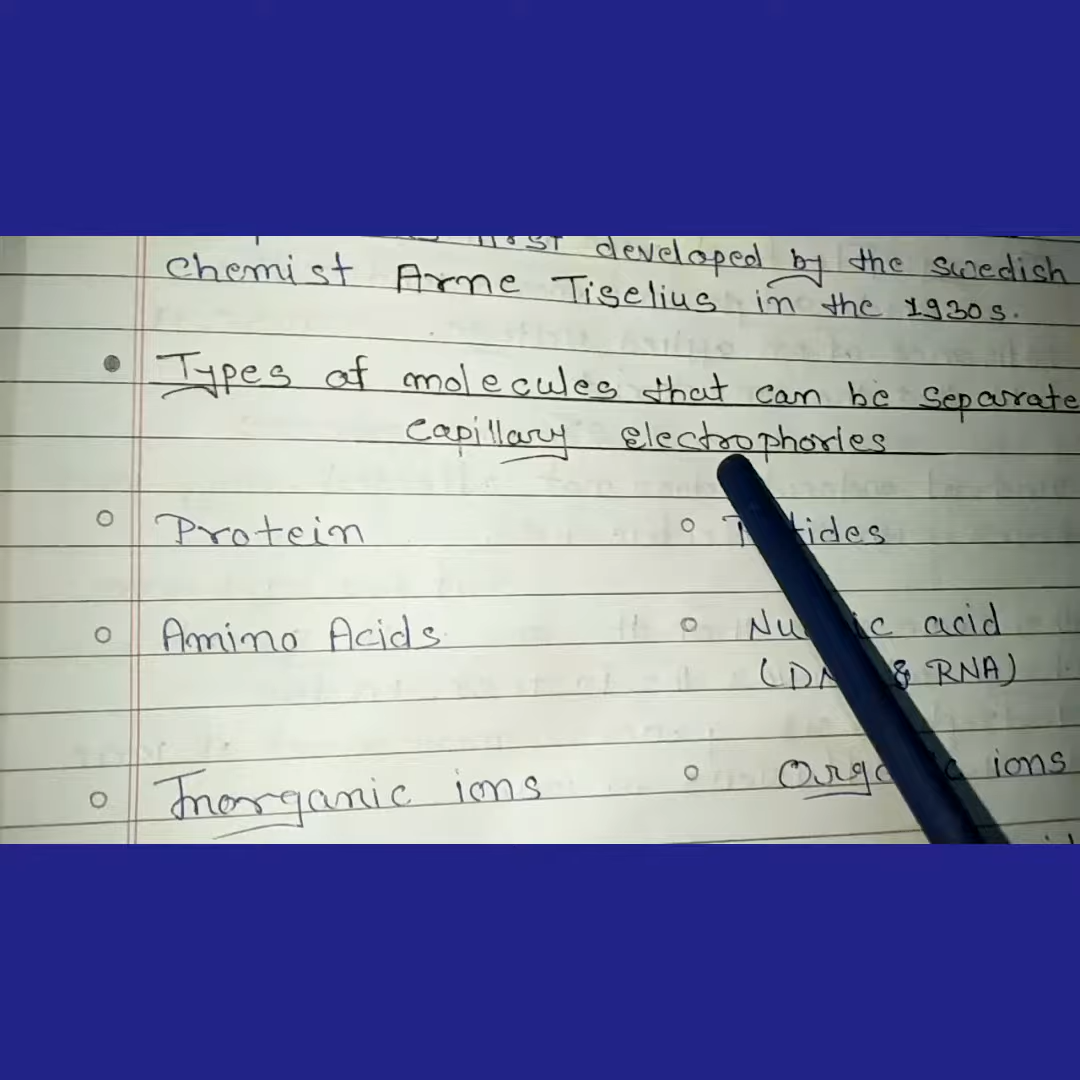 first developed by the swedish
chemist Arne Tiselius in the 1930s.
Types of molecules that can be separate
capillary Electrophories
Protein
Amino Acids
acid
& RNA)
Inorganic ions
ions